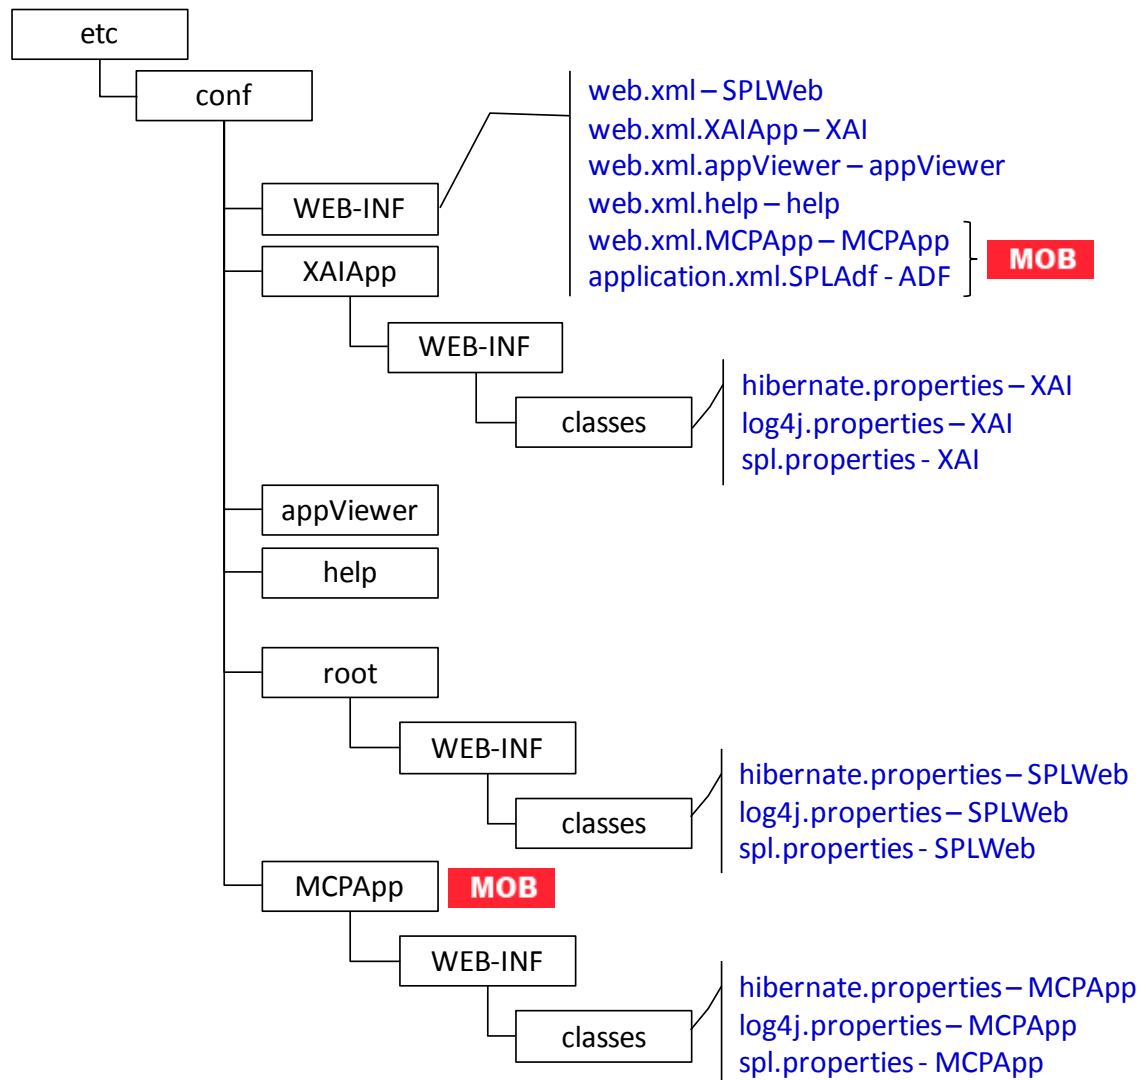 etc
conf
web.xml – SPLWeb
web.xml.XAIApp – XAI
web.xml.appViewer – appViewer
WEB-INF
web.xml.help – help
web.xml.MCPApp – MCPApp
MOB
XAIApp
application.xml.SPLAdf - ADF
WEB-INF
hibernate.properties – XAI
classes
log4j.properties – XAI
spl.properties - XAI
appViewer
help
root
WEB-INF
hibernate.properties – SPLWeb
log4j.properties – SPLWeb
classes
spl.properties - SPLWeb
MCPApp
MOB
WEB-INF
hibernate.properties – MCPApp
log4j.properties – MCPApp
classes
spl.properties - MCPApp